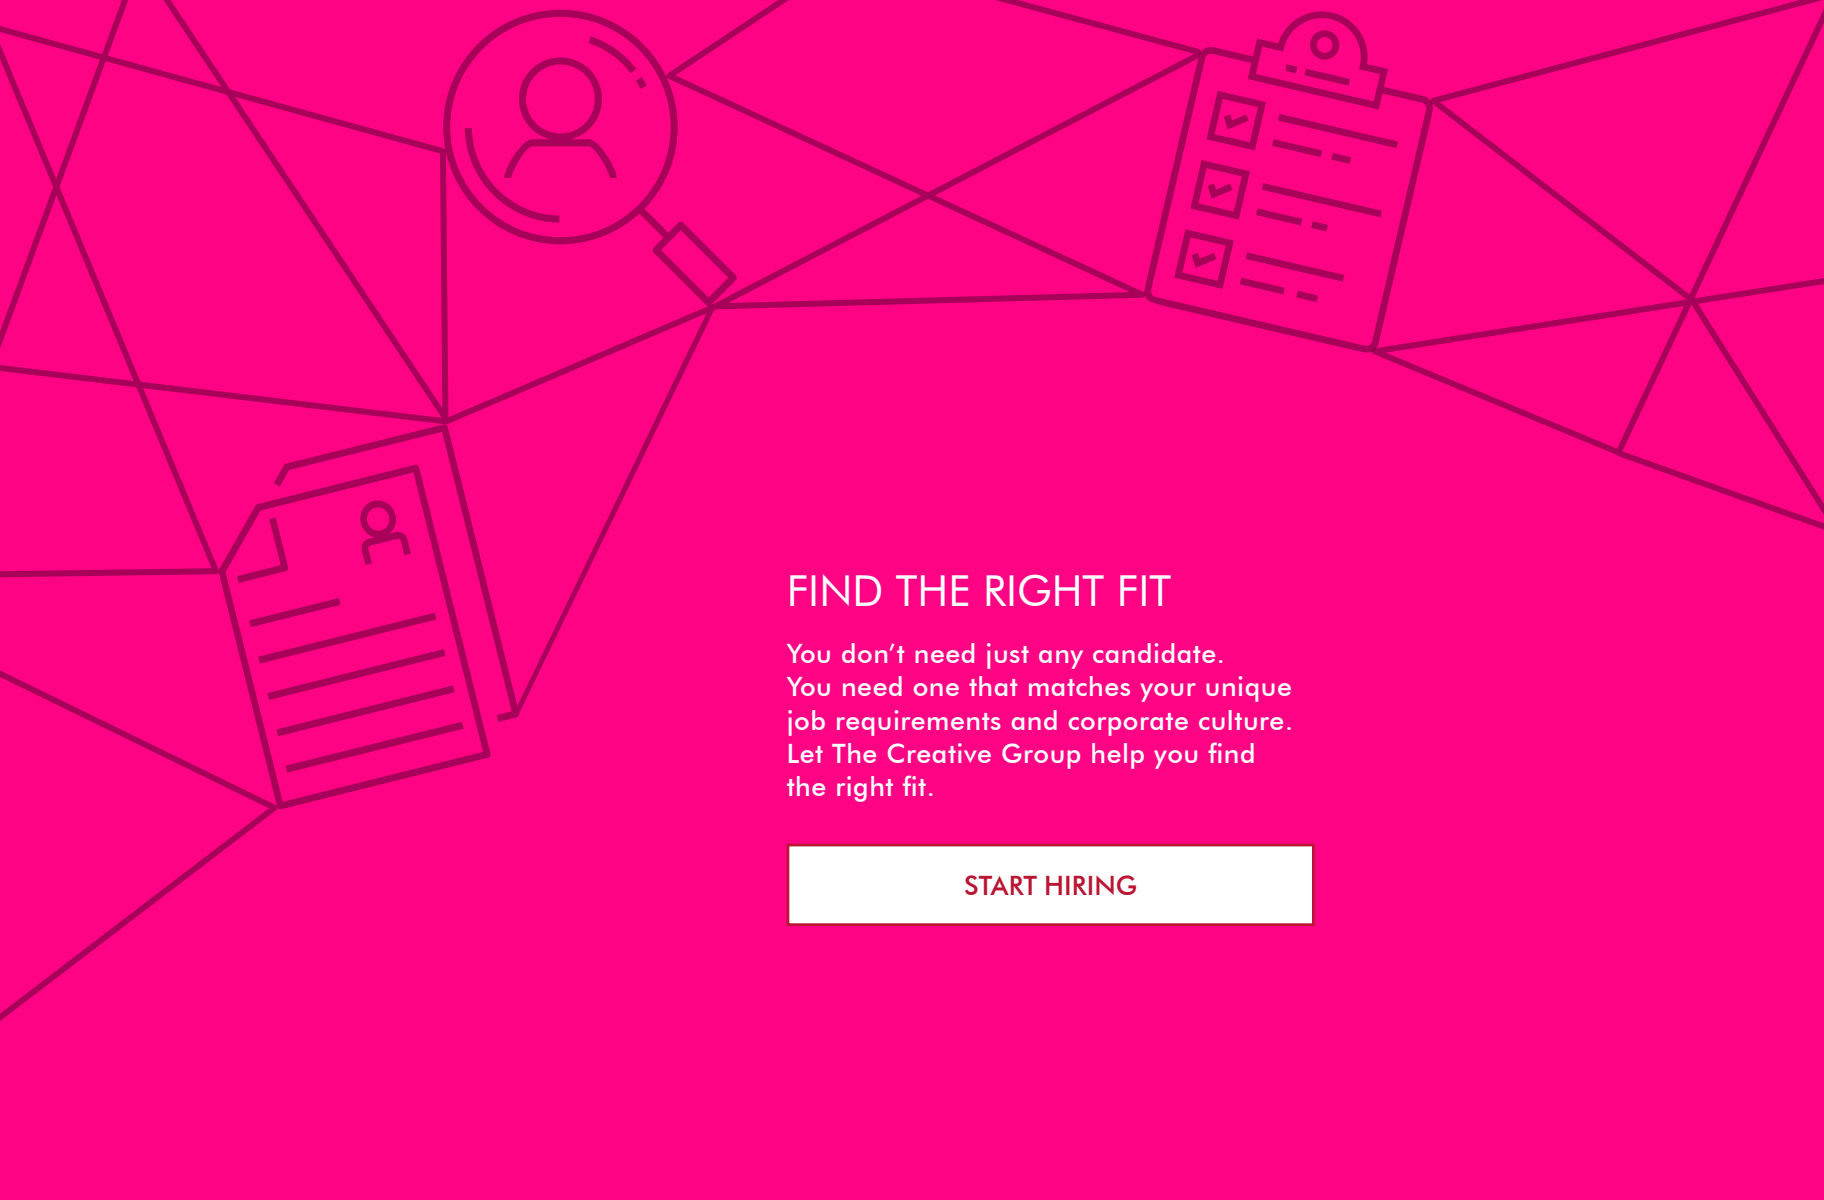 FIND THE RIGHT FIT
You don’t need just any candidate.
You need one that matches your unique
job requirements and corporate culture.
Let The Creative Group help you find
the right fit.
START HIRING